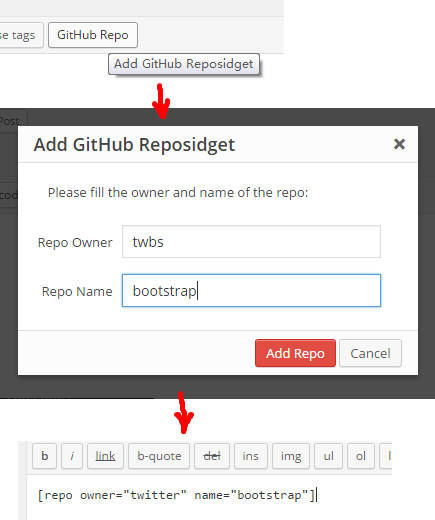 se tags GitHub Repo
Add GitHub Reposidget
Post
Add GitHub Reposidget ×
cod
Please fill the owner and name of the repo:
Repo Owner twbs
Repo Name bootstrap
Add Repo Cancel
b i link b-quote del ins img ul ol l
[repo owner="twitter" name="bootstrap"]